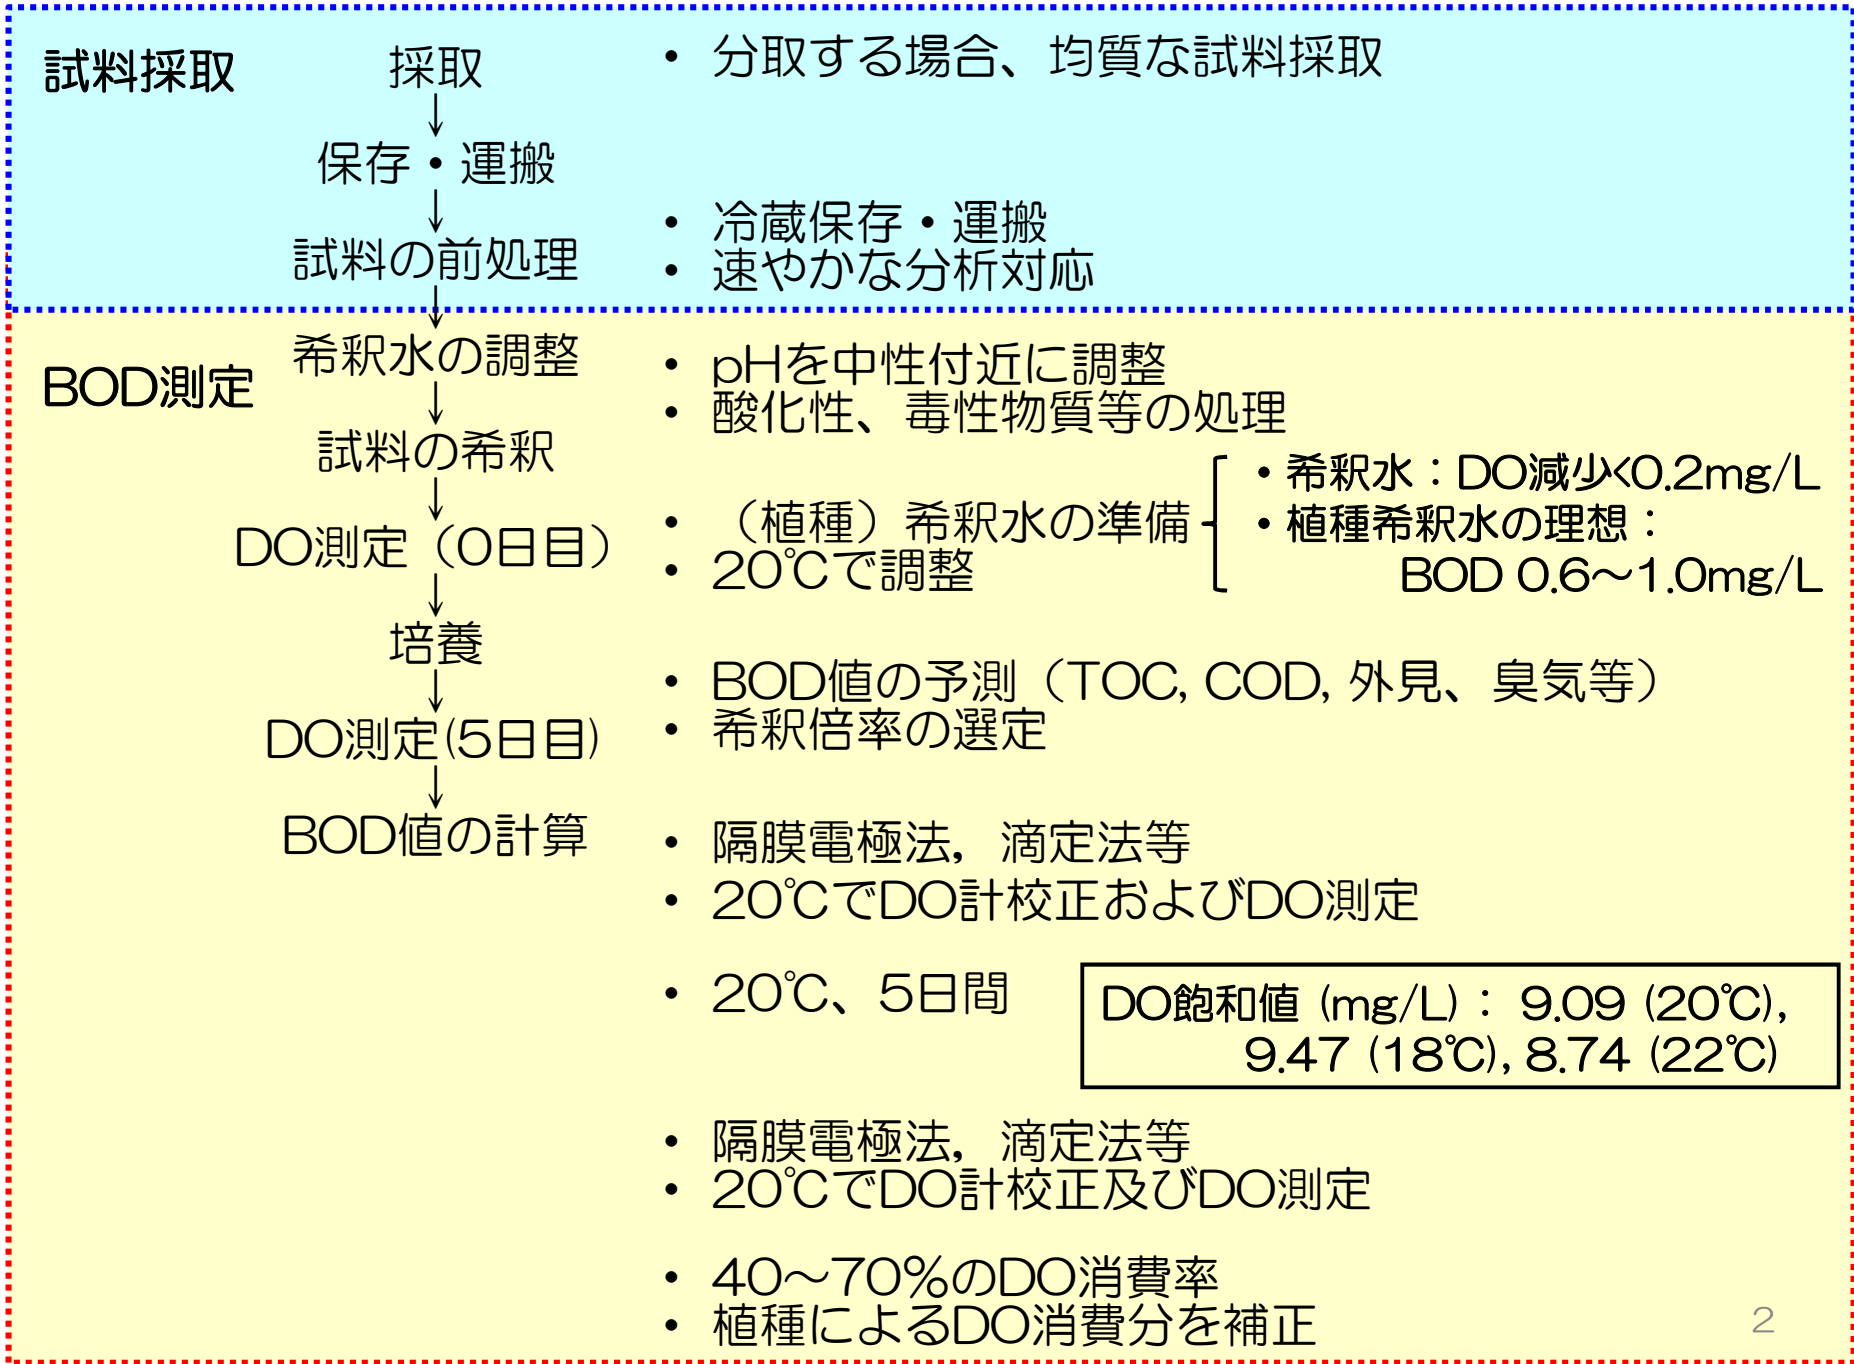 試料採取
採取
↓
保存・運搬
↓
試料の前処理
↓
• 分取する場合、均質な試料採取
• 冷蔵保存・運搬
• 速やかな分析対応
BOD測定
希釈水の調整
↓
試料の希釈
↓
DO測定（0日目）
↓
培養
↓
DO測定(5日目)
↓
BOD値の計算
• pHを中性付近に調整
• 酸化性、毒性物質等の処理
• （植種）希釈水の準備
• 20℃で調整
・希釈水：DO減少<0.2mg/L
・植種希釈水の理想：
BOD 0.6～1.0mg/L
• BOD値の予測（TOC, COD, 外見、臭気等）
• 希釈倍率の選定
• 隔膜電極法，滴定法等
• 20℃でDO計校正およびDO測定
• 20℃、5日間
DO飽和値 (mg/L)： 9.09 (20℃),
9.47 (18℃), 8.74 (22℃)
• 隔膜電極法，滴定法等
• 20℃でDO計校正及びDO測定
• 40～70%のDO消費率
• 植種によるDO消費分を補正
2